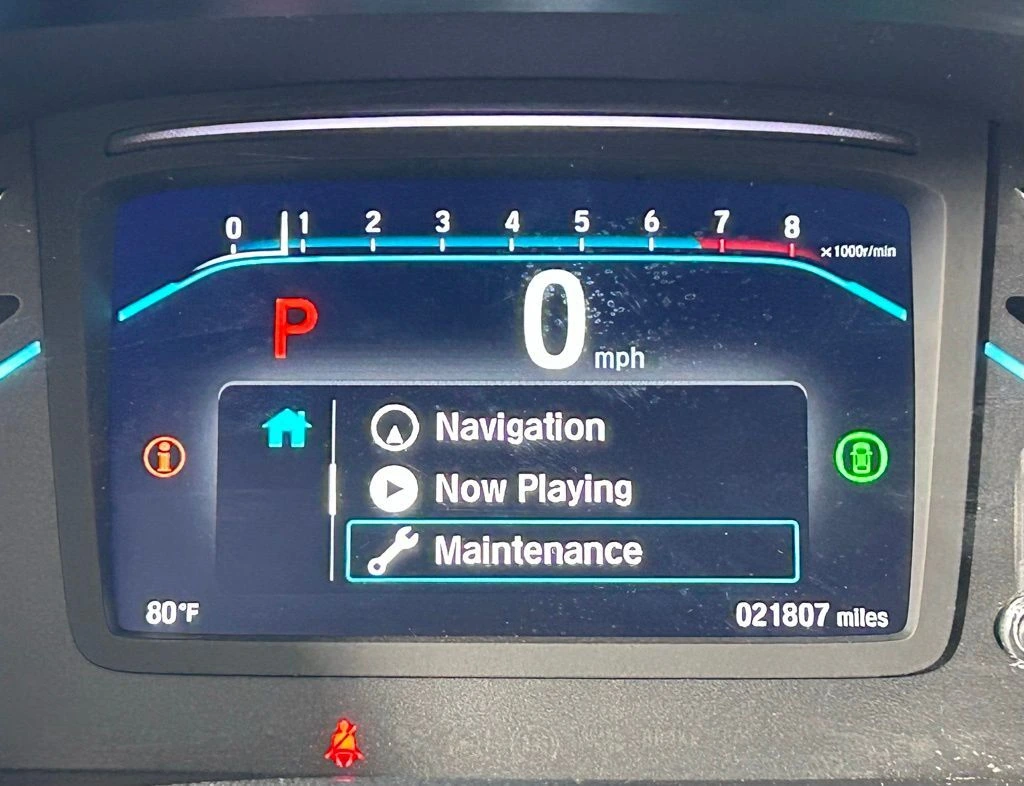 0 1 2 3 4 5 6 7 8
×1000r/min
P 0 mph
Navigation
i
Now Playing
Maintenance
80°F 021807 miles